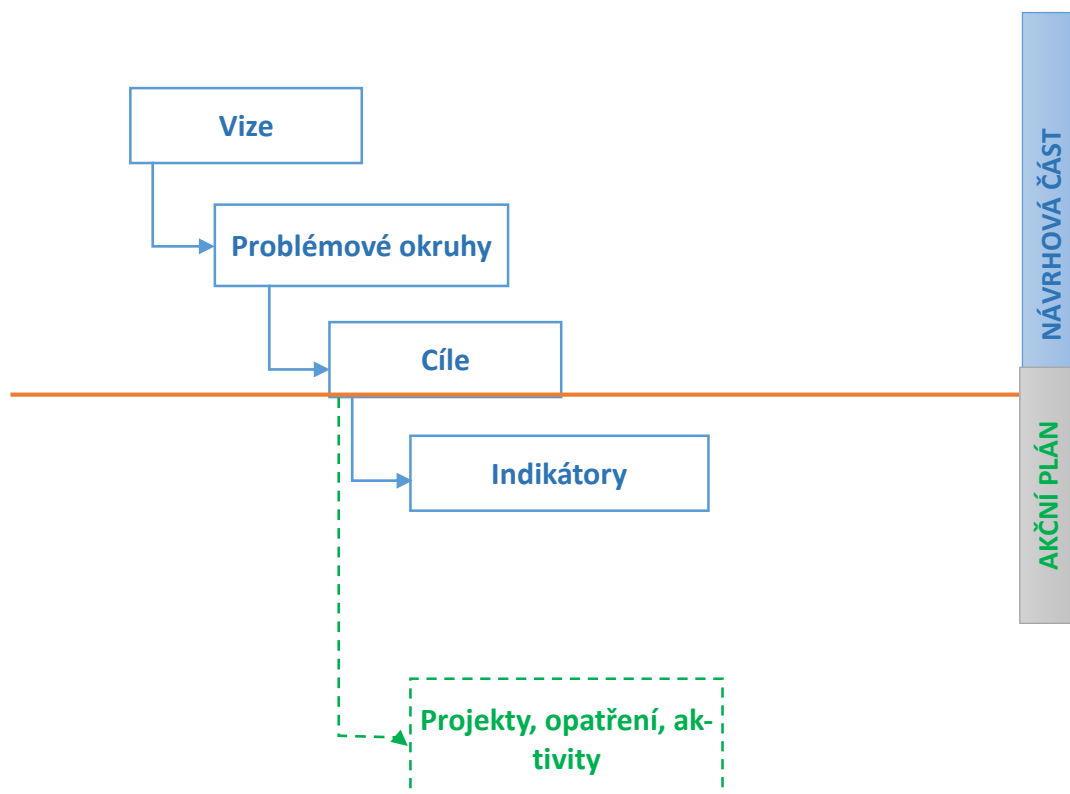 Vize
NÁVRHOVÁ ČÁST
Problémové okruhy
Cíle
Indikátory
AKČNÍ PLÁN
Projekty, opatření, ak-
tivity